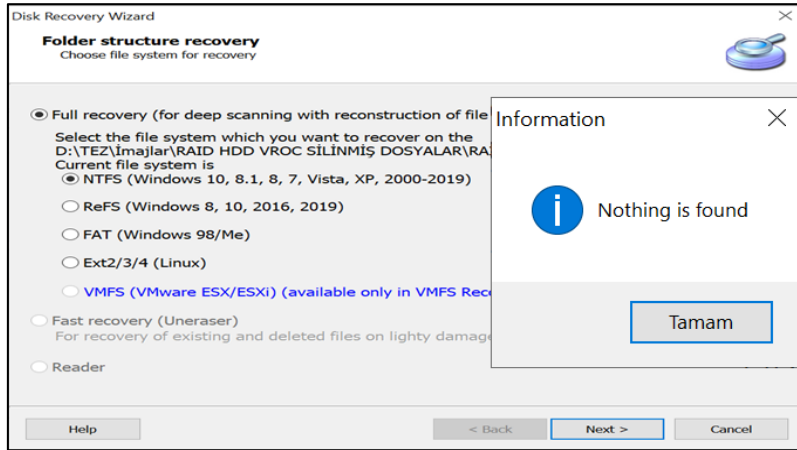 Disk Recovery Wizard
Folder structure recovery
Choose file system for recovery
Full recovery (for deep scanning with reconstruction of file
Select the file system which you want to recover on the
D:\TEZ\İmajlar\RAID HDD VROC SİLİNMİŞ DOSYALAR\
Current file system is
NTFS (Windows 10, 8.1, 8, 7, Vista, XP, 2000-2019)
ReFS (Windows 8, 10, 2016, 2019)
FAT (Windows 98/Me)
Ext2/3/4 (Linux)
VMFS (VMware ESX/ESXi) (available only in VMFS
Fast recovery (Uneraser)
For recovery of existing and deleted files on lighty
Reader
Help
< Back
Next >
Cancel
Information
Nothing is found
Tamam